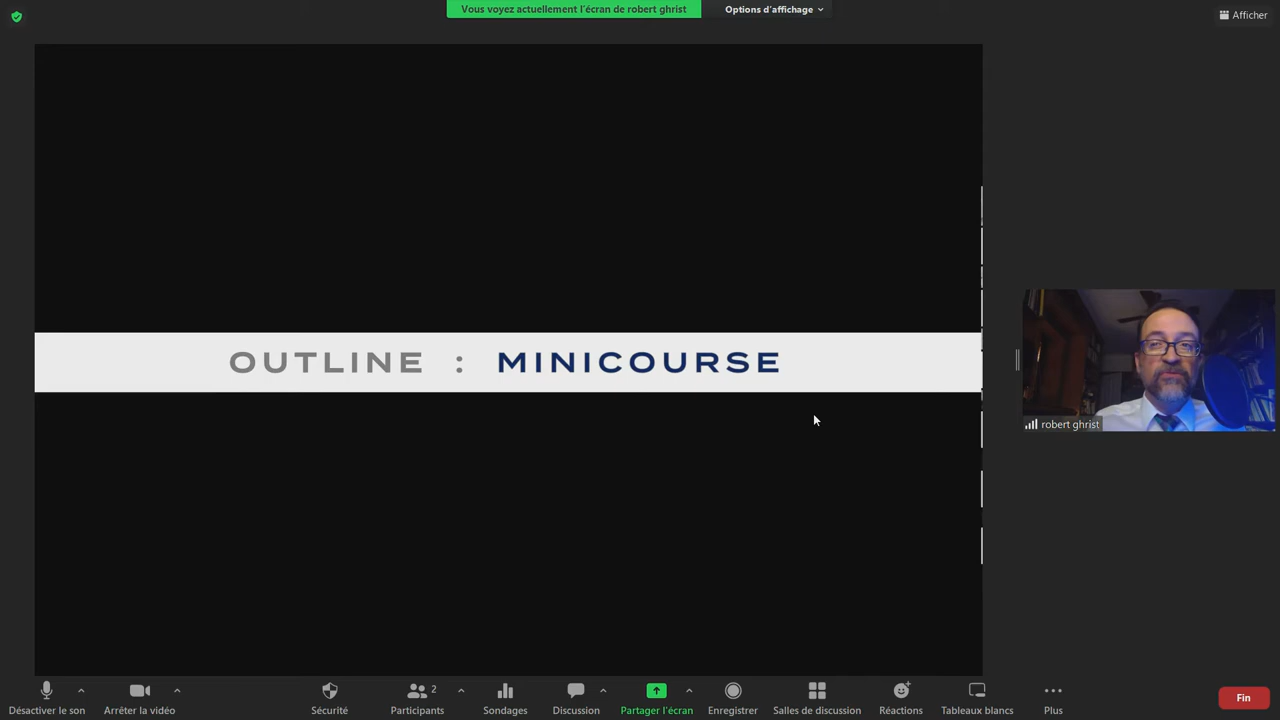 Vous voyez actuellement l'écran de robert ghrist
Options d'affichage
Afficher
OUTLINE : MINICOURSE
robert ghrist
Désactiver le son
Arrêter la vidéo
Sécurité
2
Participants
Sondages
Discussion
Partager l'écran
Enregistrer
Salles de discussion
Réactions
Tableaux blancs
Plus
Fin